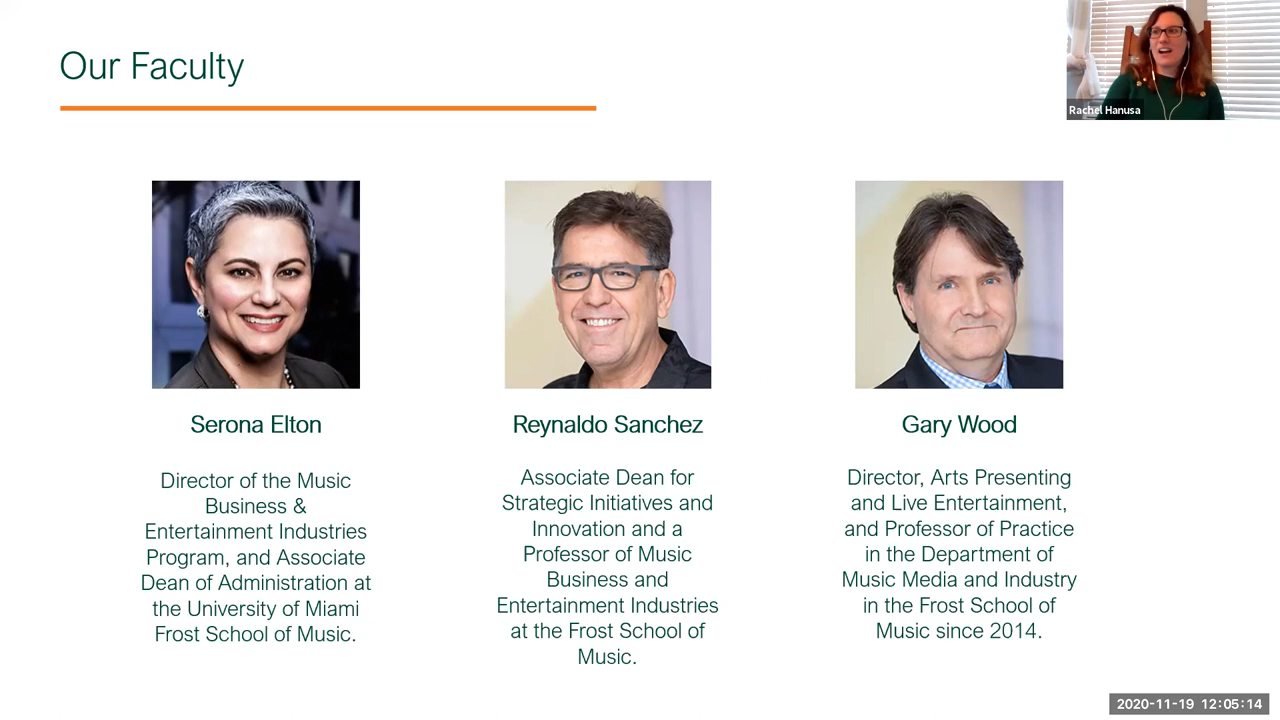 Our Faculty
Rachel Hanusa
Serona Elton
Director of the Music
Business &
Entertainment Industries
Program, and Associate
Dean of Administration at
the University of Miami
Frost School of Music.
Reynaldo Sanchez
Associate Dean for
Strategic Initiatives and
Innovation and a
Professor of Music
Business and
Entertainment Industries
at the Frost School of
Music.
Gary Wood
Director, Arts Presenting
and Live Entertainment,
and Professor of Practice
in the Department of
Music Media and Industry
in the Frost School of
Music since 2014.
2020-11-19 12:05:14